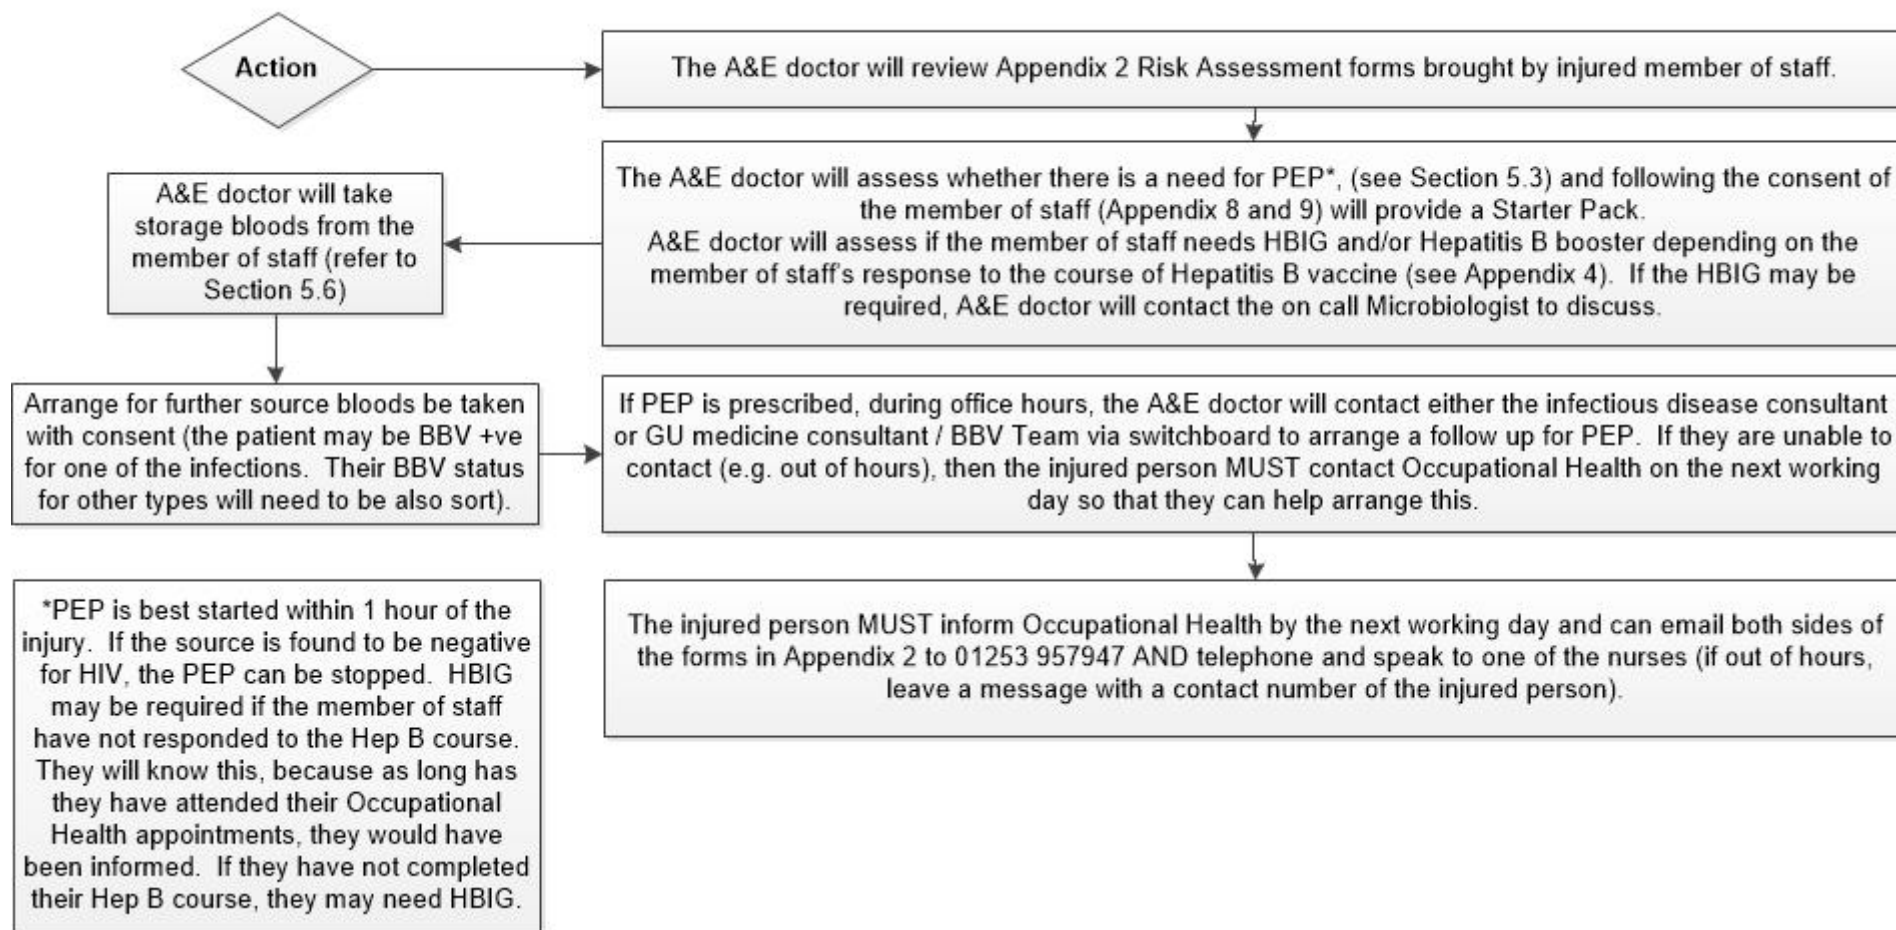 Action
The A&E doctor will review Appendix 2 Risk Assessment forms brought by injured member of staff.
The A&E doctor will assess whether there is a need for PEP*, (see Section 5.3) and following the consent of
the member of staff (Appendix 8 and 9) will provide a Starter Pack.
A&E doctor will assess if the member of staff needs HBIG and/or Hepatitis B booster depending on the
member of staff's response to the course of Hepatitis B vaccine (see Appendix 4).  If the HBIG may be
required, A&E doctor will contact the on call Microbiologist to discuss.
A&E doctor will take
storage bloods from the
member of staff (refer to
Section 5.6)
Arrange for further source bloods be taken
with consent (the patient may be BBV +ve
for one of the infections.  Their BBV status
for other types will need to be also sort).
If PEP is prescribed, during office hours, the A&E doctor will contact either the infectious disease consultant
or GU medicine consultant / BBV Team via switchboard to arrange a follow up for PEP.  If they are unable to
contact (e.g. out of hours), then the injured person MUST contact Occupational Health on the next working
day so that they can help arrange this.
The injured person MUST inform Occupational Health by the next working day and can email both sides of
the forms in Appendix 2 to 01253 957947 AND telephone and speak to one of the nurses (if out of hours,
leave a message with a contact number of the injured person).
*PEP is best started within 1 hour of the
injury.  If the source is found to be negative
for HIV, the PEP can be stopped.  HBIG
may be required if the member of staff
have not responded to the Hep B course.
They will know this, because as long has
they have attended their Occupational
Health appointments, they would have
been informed.  If they have not completed
their Hep B course, they may need HBIG.